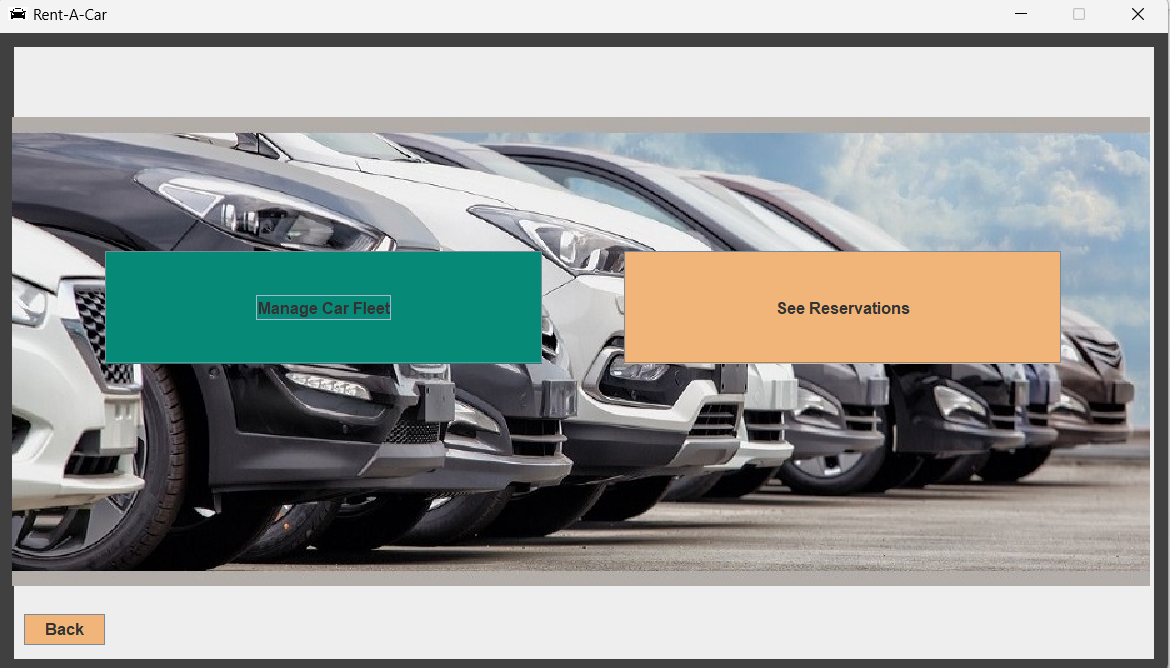 Rent-A-Car
Manage Car Fleet
See Reservations
Back